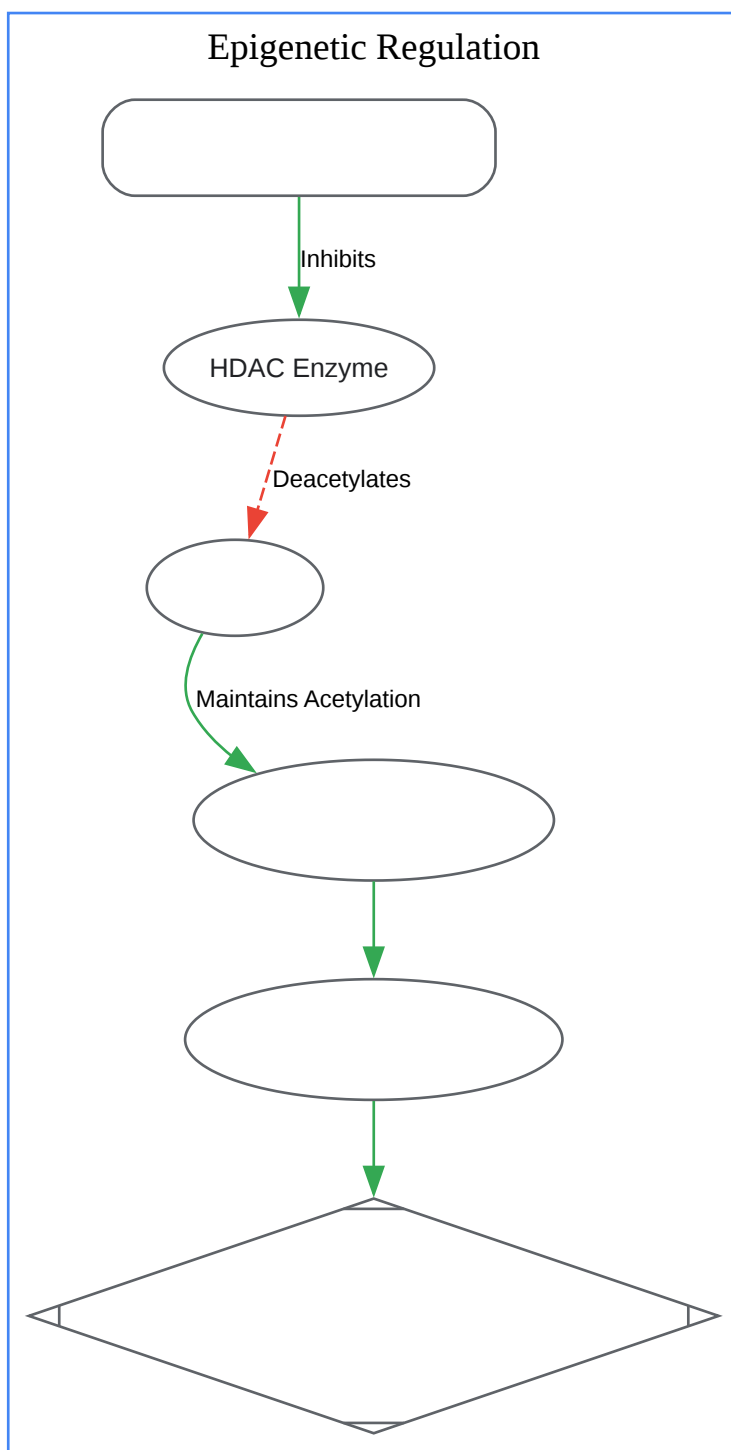 Epigenetic Regulation
Inhibits
HDAC Enzyme
Deacetylates
Maintains Acetylation